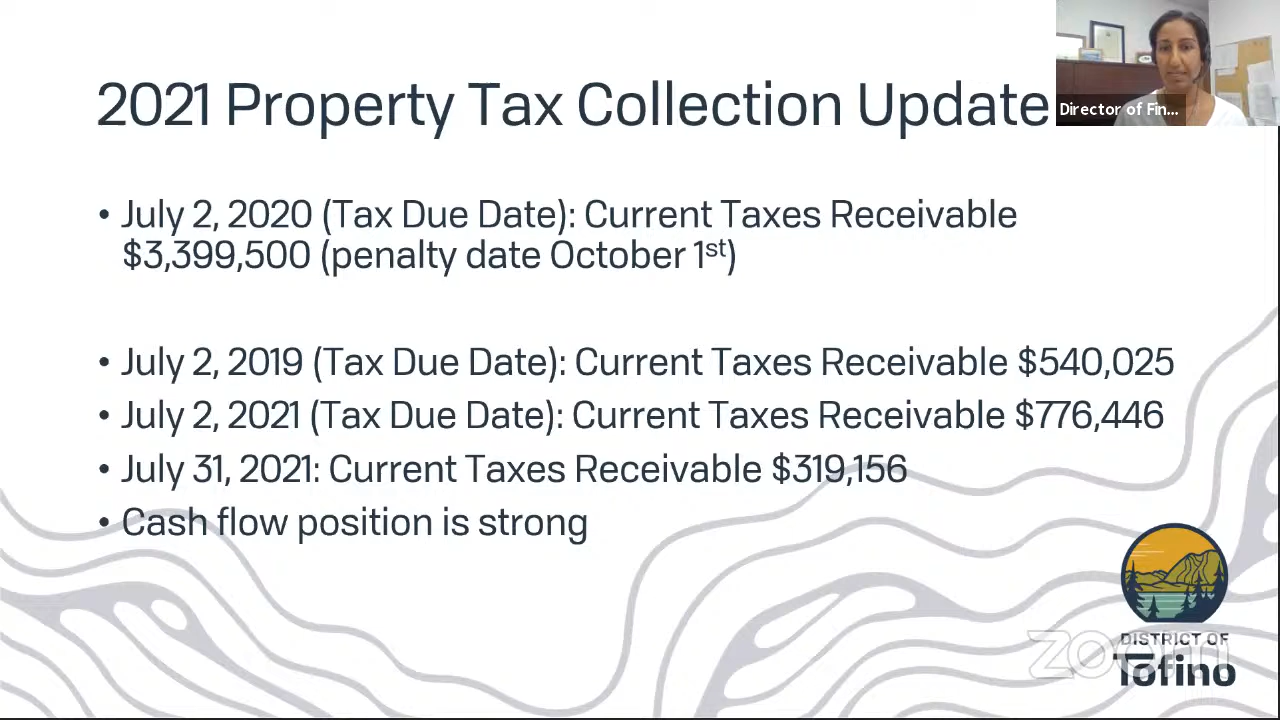 2021 Property Tax Collection Update
Director of Fin...
• July 2, 2020 (Tax Due Date): Current Taxes Receivable
$3,399,500 (penalty date October 1st)
• July 2, 2019 (Tax Due Date): Current Taxes Receivable $540,025
• July 2, 2021 (Tax Due Date): Current Taxes Receivable $776,446
• July 31, 2021: Current Taxes Receivable $319,156
• Cash flow position is strong
DISTRICT OF
zoom
Tofino